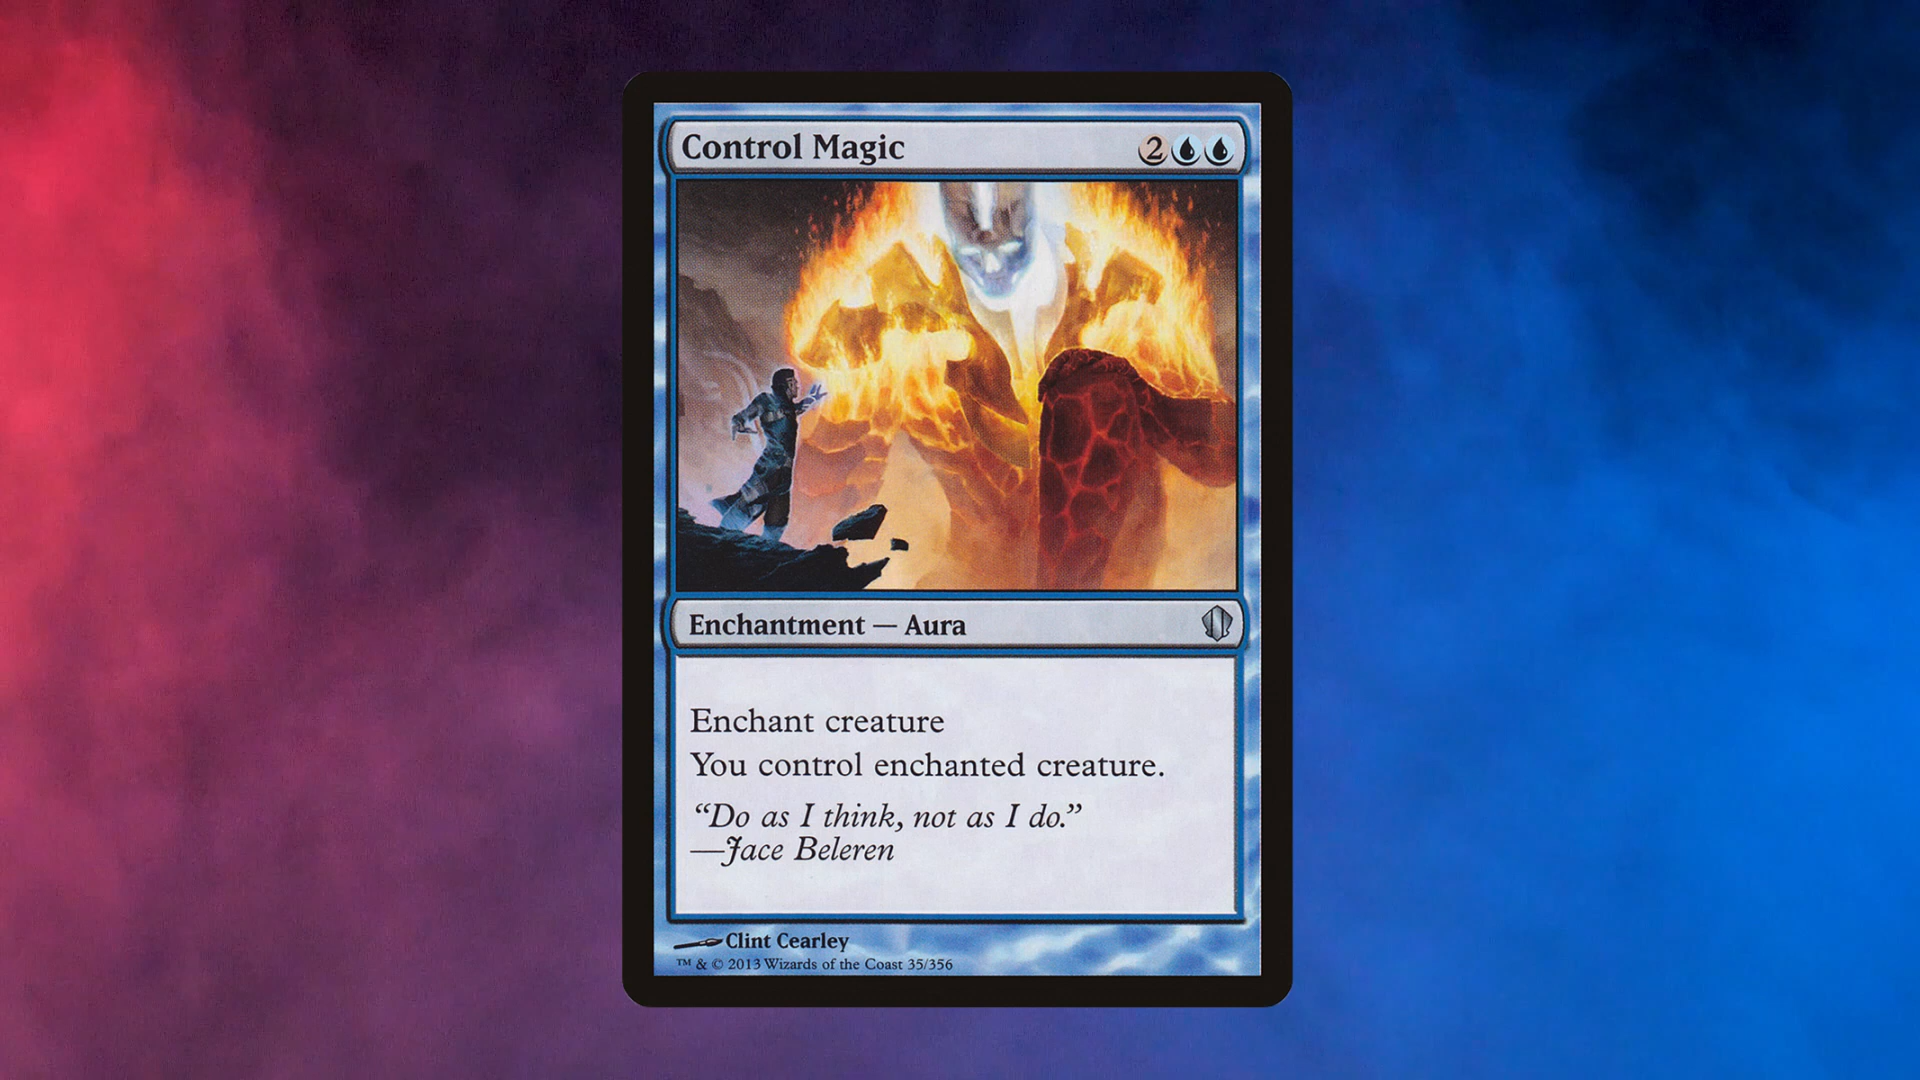 Control Magic 2
Enchantment — Aura
Enchant creature
You control enchanted creature.
“Do as I think, not as I do.”
—Jace Beleren
Clint Cearley
™ & © 2013 Wizards of the Coast 35/356